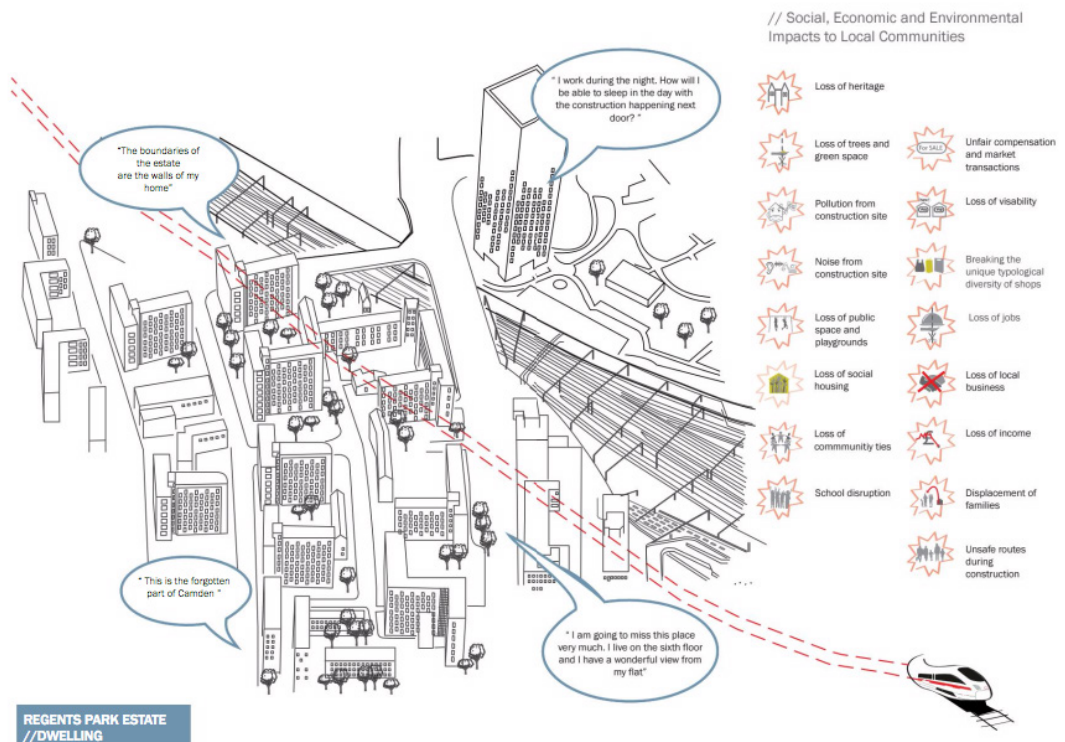 // Social, Economic and Environmental
Impacts to Local Communities
" I work during the night. How will I
be able to sleep in the day with
the construction happening next
door? "
"The boundaries of
the estate
are the walls of my
home"
" This is the forgotten
part of Camden "
" I am going to miss this place
very much. I live on the sixth floor
and I have a wonderful view from
my flat"
Loss of heritage
Loss of trees and
green space
Pollution from
construction site
Noise from
construction site
Loss of public
space and
playgrounds
Loss of social
housing
Loss of
commmunitiy ties
School disruption
For SALE
Unfair compensation
and market
transactions
Loss of visability
Breaking the
unique typological
diversity of shops
Loss of jobs
Loss of local
business
Loss of income
Displacement of
families
Unsafe routes
during
construction
REGENTS PARK ESTATE
//DWELLING